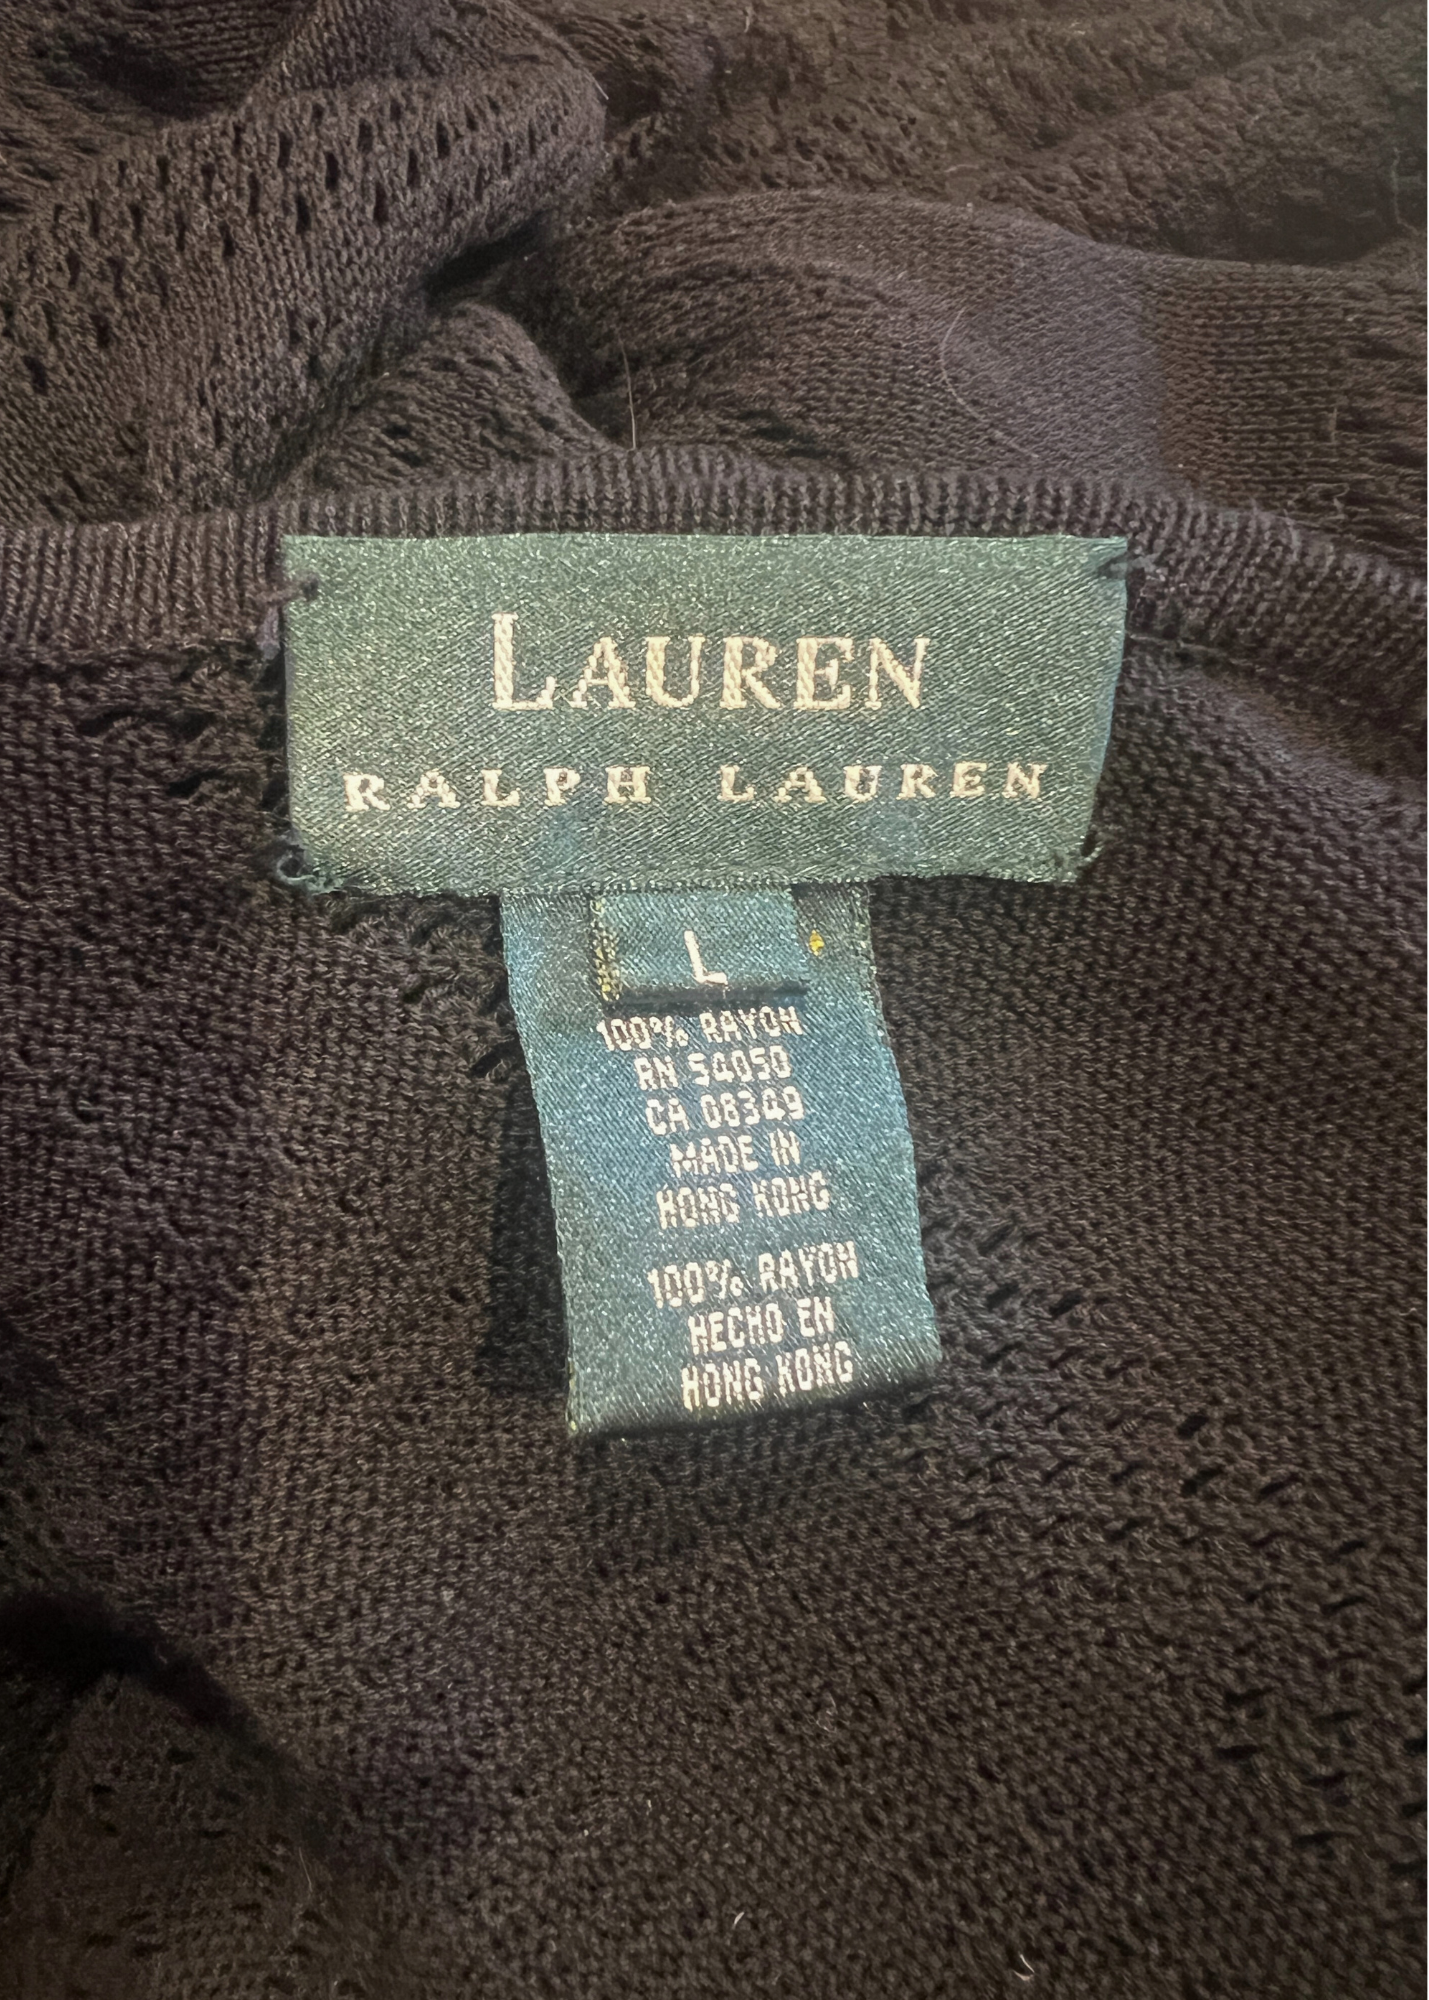 LAUREN
RALPH LAUREN
L
100% RAYON
RN 54050
CA 08349
MADE IN
HONG KONG
100% RAYON
HECHO EN
HONG KONG